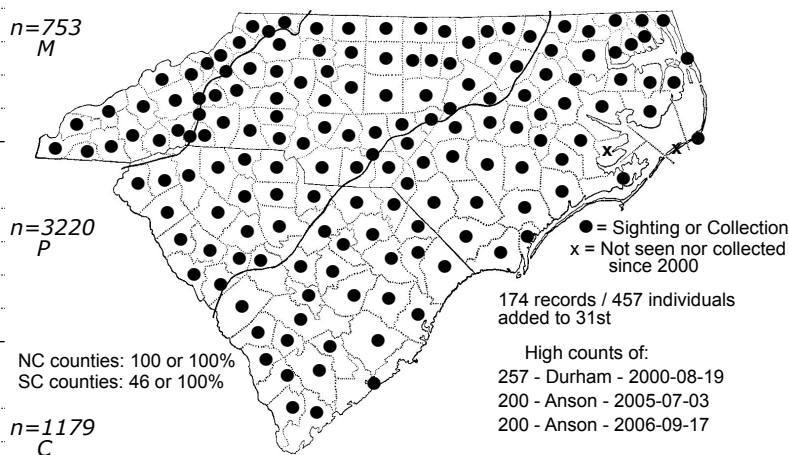 n=753
M
n=3220
P
n=1179
C
x
x
● = Sighting or Collection
x = Not seen nor collected
since 2000
174 records / 457 individuals
added to 31st
NC counties: 100 or 100%
SC counties: 46 or 100%
High counts of:
257 - Durham - 2000-08-19
200 - Anson - 2005-07-03
200 - Anson - 2006-09-17